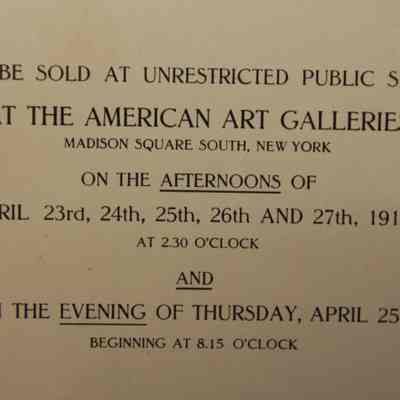 BE SOLD AT UNRESTRICTED PUBLIC S
AT THE AMERICAN ART GALLERIES
MADISON SQUARE SOUTH, NEW YORK
ON THE AFTERNOONS OF
RIL 23rd, 24th, 25th, 26th AND 27th, 191
AT 2.30 O'CLOCK
AND
THE EVENING OF THURSDAY, APRIL 25
BEGINNING AT 8.15 O'CLOCK